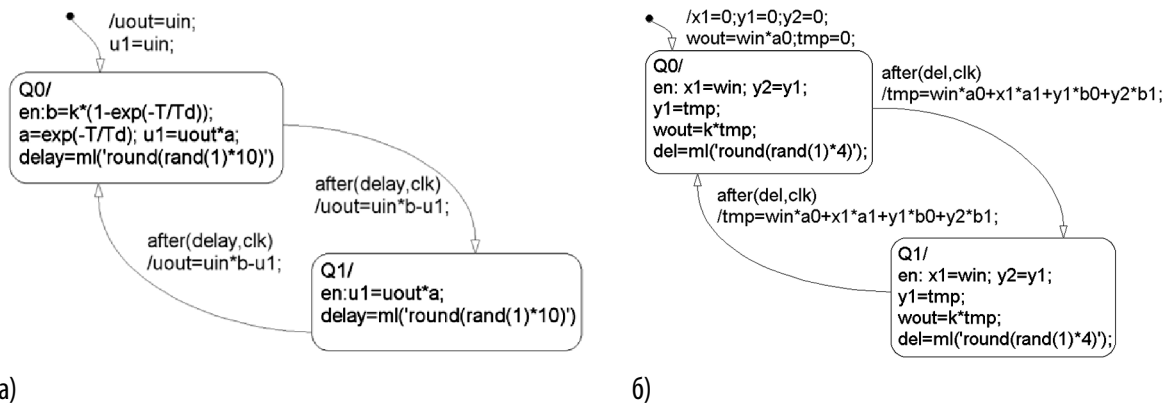 /uout=uin;
u1=uin;
Q0/
en:b=k*(1-exp(-T/Td));
a=exp(-T/Td); u1=uout*a;
delay=ml('round(rand(1)*10)')
after(delay,clk)
/uout=uin*b-u1;
after(delay,clk)
/uout=uin*b-u1;
Q1/
en:u1=uout*a;
delay=ml('round(rand(1)*10)')
а)
/x1=0;y1=0;y2=0;
wout=win*a0;tmp=0;
Q0/
en: x1=win; y2=y1;
y1=tmp;
wout=k*tmp;
del=ml('round(rand(1)*4)');
after(del,clk)
/tmp=win*a0+x1*a1+y1*b0+y2*b1;
after(del,clk)
/tmp=win*a0+x1*a1+y1*b0+y2*b1;
Q1/
en: x1=win; y2=y1;
y1=tmp;
wout=k*tmp;
del=ml('round(rand(1)*4)');
б)